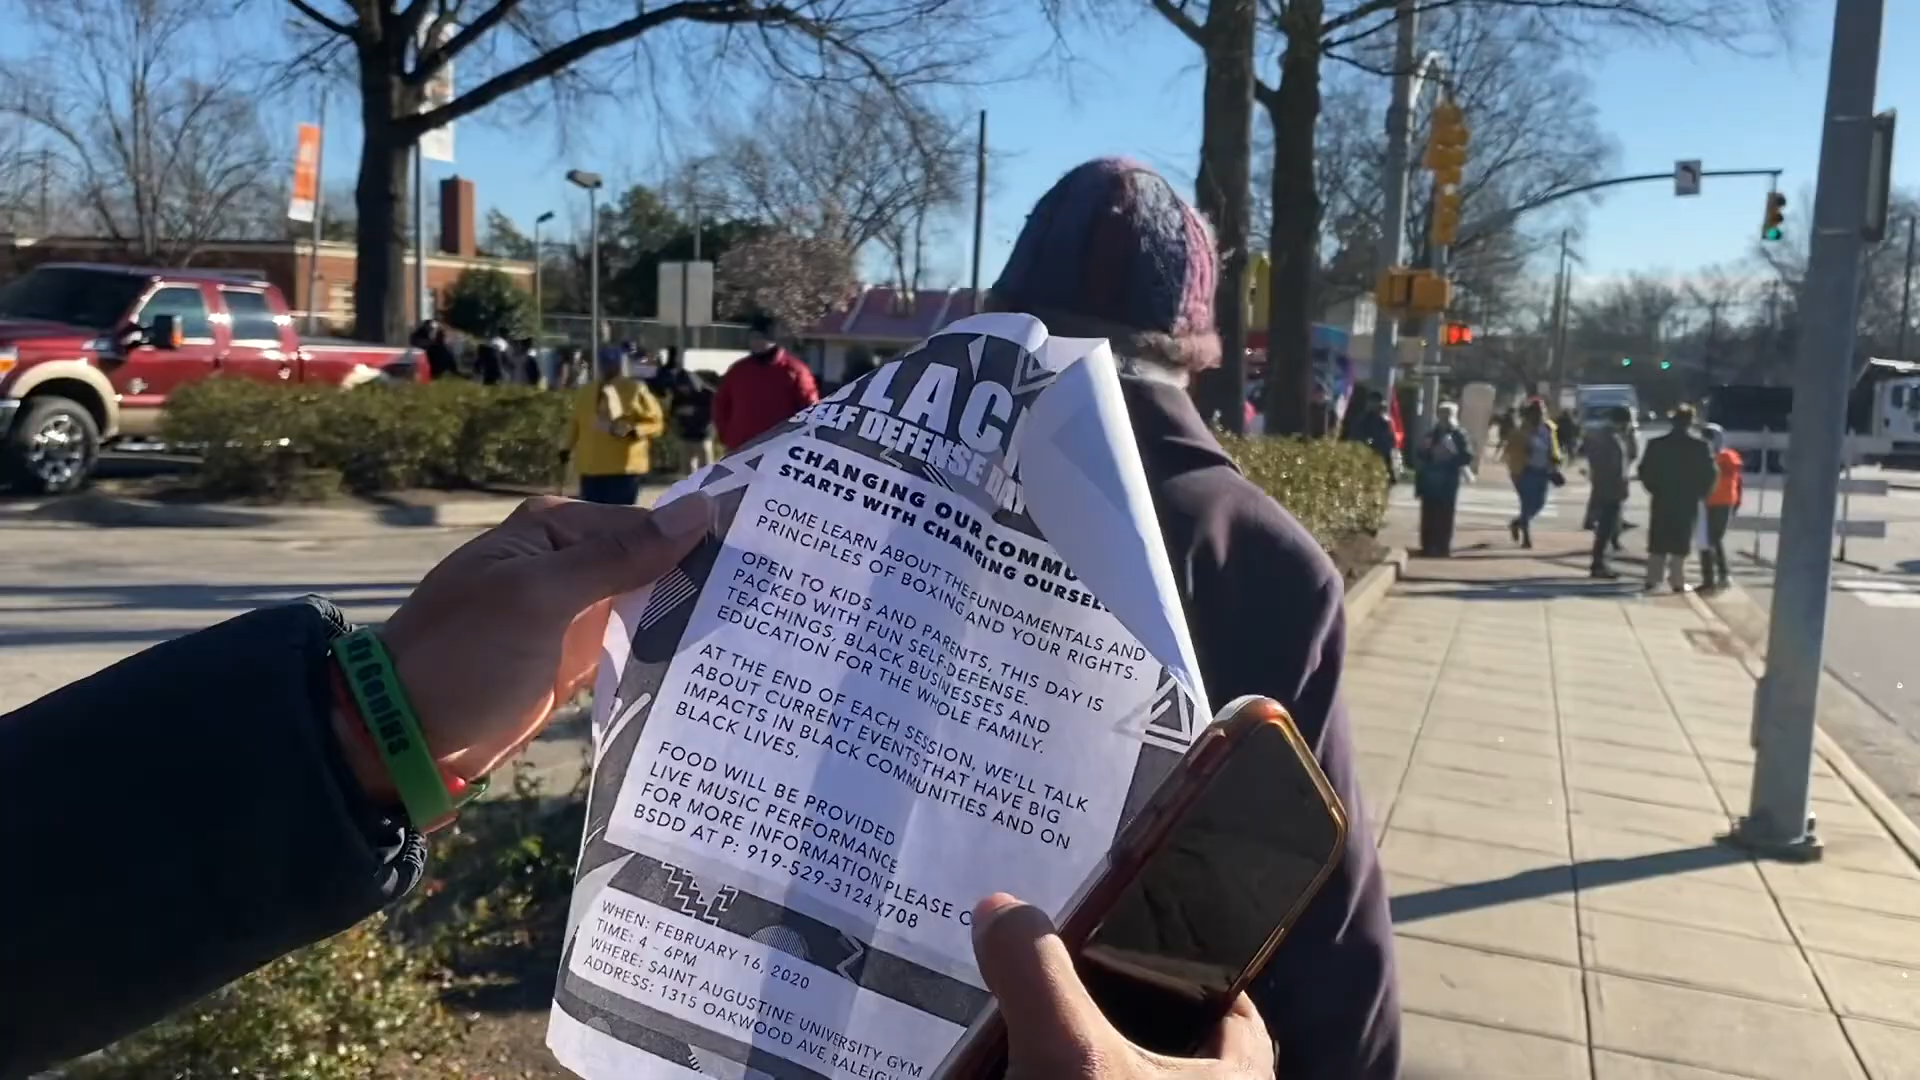 LAC
SELF DEFENSE DAY
CHANGING OUR COMMU
STARTS WITH CHANGING OURSEL
COME LEARN ABOUT THE FUNDAMENTALS AND
PRINCIPLES OF BOXING AND YOUR RIGHTS.
OPEN TO KIDS AND PARENTS, THIS DAY IS
PACKED WITH FUN SELF-DEFENSE.
TEACHINGS, BLACK BUSINESSES AND
EDUCATION FOR THE WHOLE FAMILY.
AT THE END OF EACH SESSION, WE'LL TALK
ABOUT CURRENT EVENTS THAT HAVE BIG
IMPACTS IN BLACK COMMUNITIES AND ON
BLACK LIVES.
FOOD WILL BE PROVIDED
LIVE MUSIC PERFORMANCE
FOR MORE INFORMATION PLEASE C
BSDD AT P: 919-529-3124 X708
WHEN: FEBRUARY 16, 2020
TIME: 4 - 6PM
WHERE: SAINT AUGUSTINE UNIVERSITY GYM
ADDRESS: 1315 OAKWOOD AVE, RALEIGH
Genius